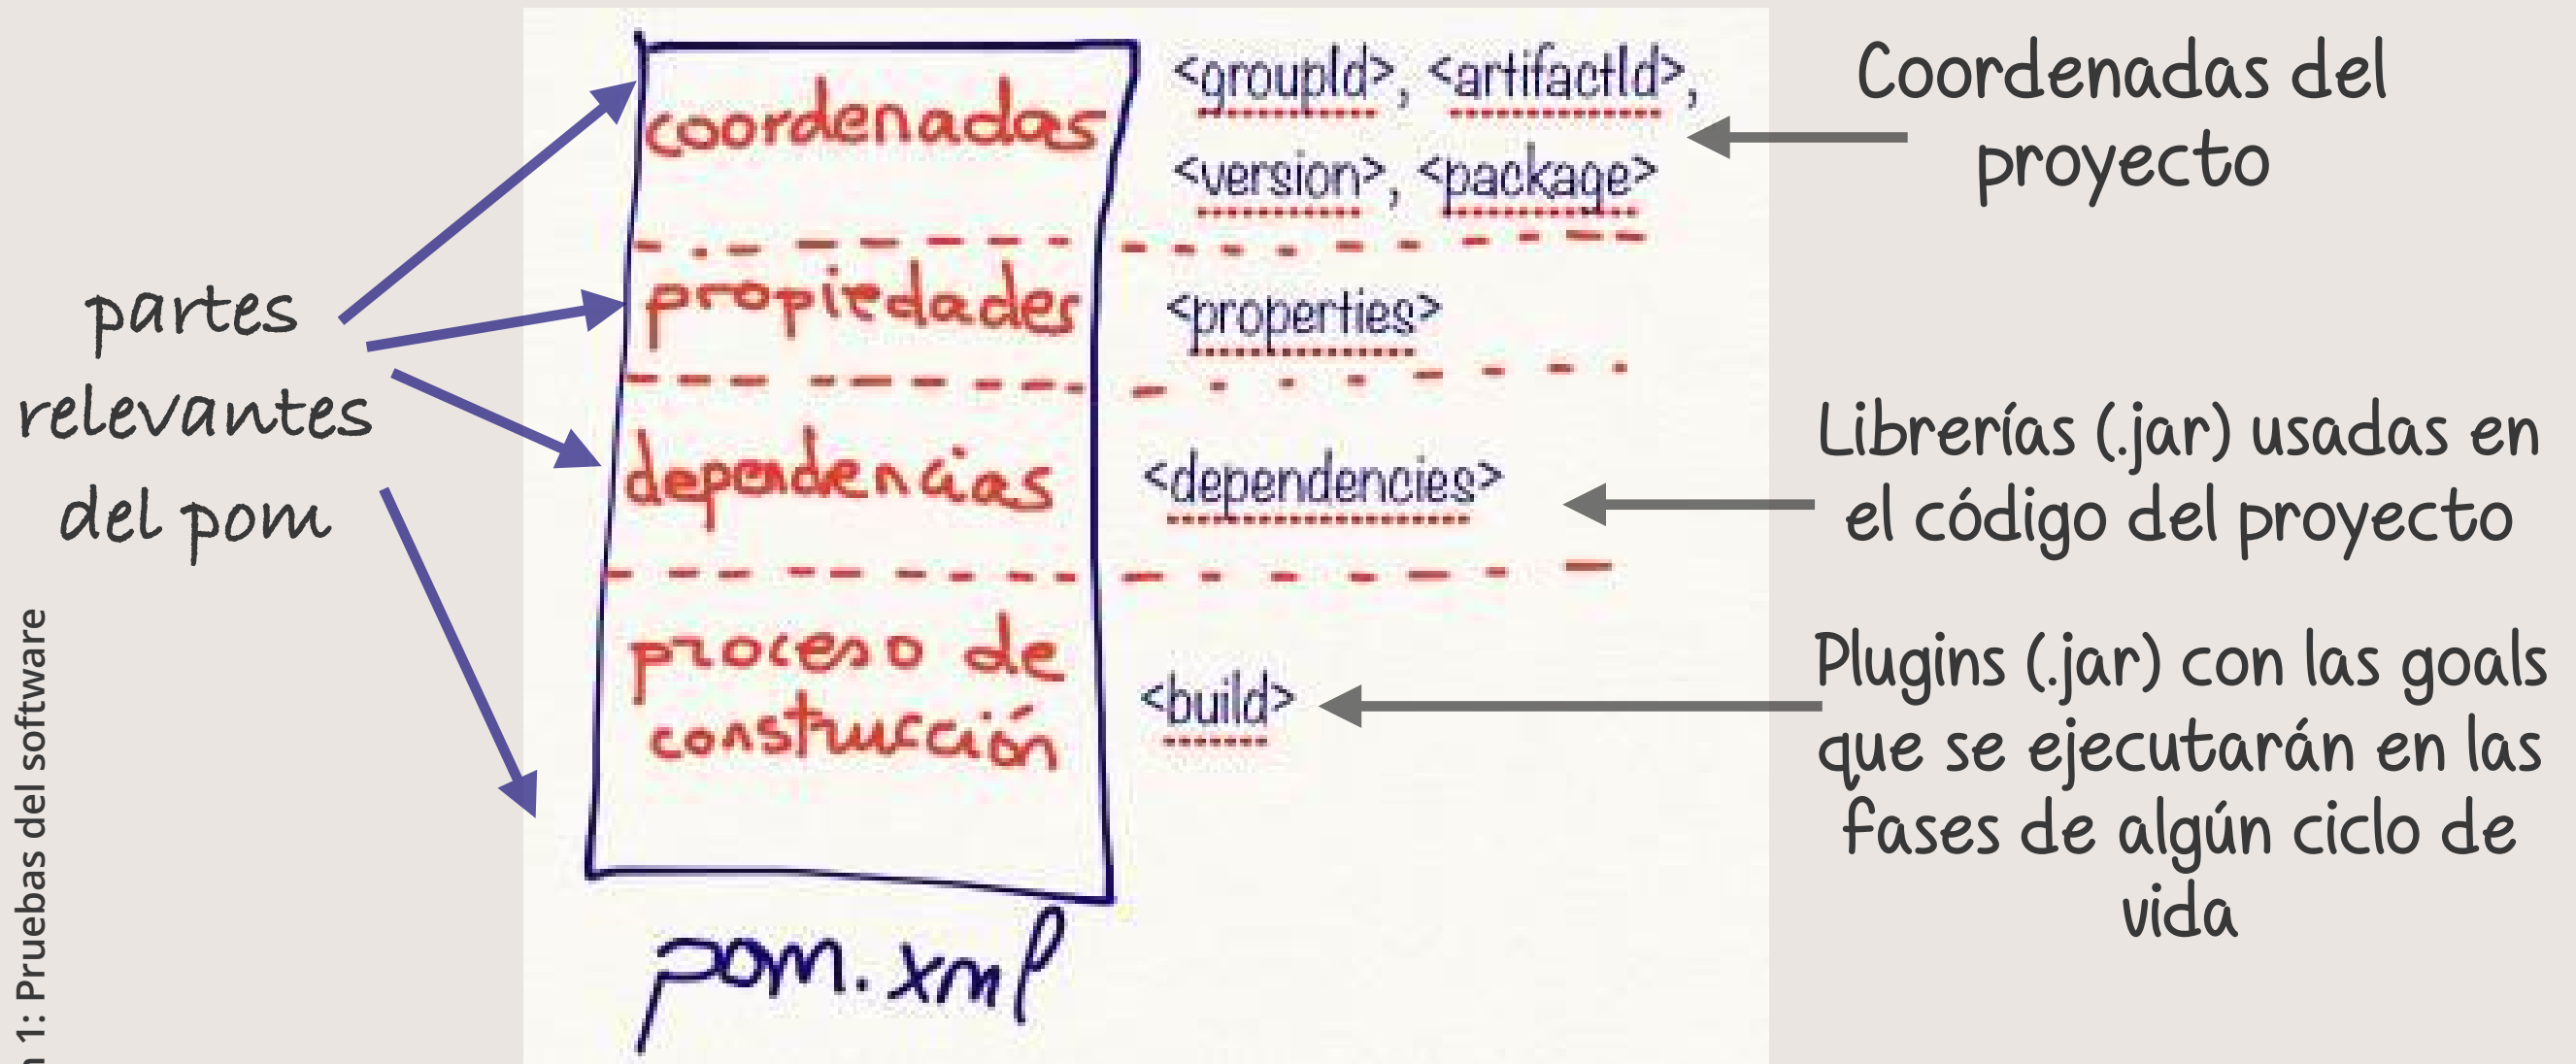 partes
relevantes
del pom
coordenadas
<groupId>, <artifactId>,
<version>, <package>
Coordenadas del
proyecto
propiedades
<properties>
dependencias
<dependencies>
Librerías (.jar) usadas en
el código del proyecto
proceso de
construcción
<build>
Plugins (.jar) con las goals
que se ejecutarán en las
fases de algún ciclo de
vida
pom.xml
1: Pruebas del software